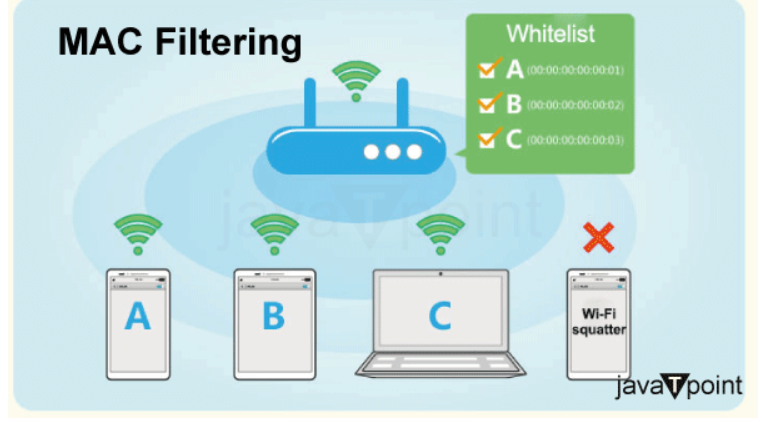 MAC Filtering
Whitelist
A (00:00:00:00:00:01)
B (00:00:00:00:00:02)
C (00:00:00:00:00:03)
javaTpoint
A
B
C
Wi-Fi
squatter
javaTpoint